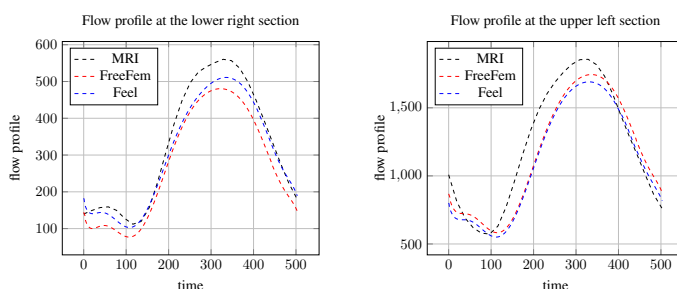 Flow profile at the lower right section
600
500
400
300
200
100
flow profile
MRI
FreeFem
Feel
0 100 200 300 400 500
time
Flow profile at the upper left section
1,500
1,000
500
flow profile
MRI
FreeFem
Feel
0 100 200 300 400 500
time